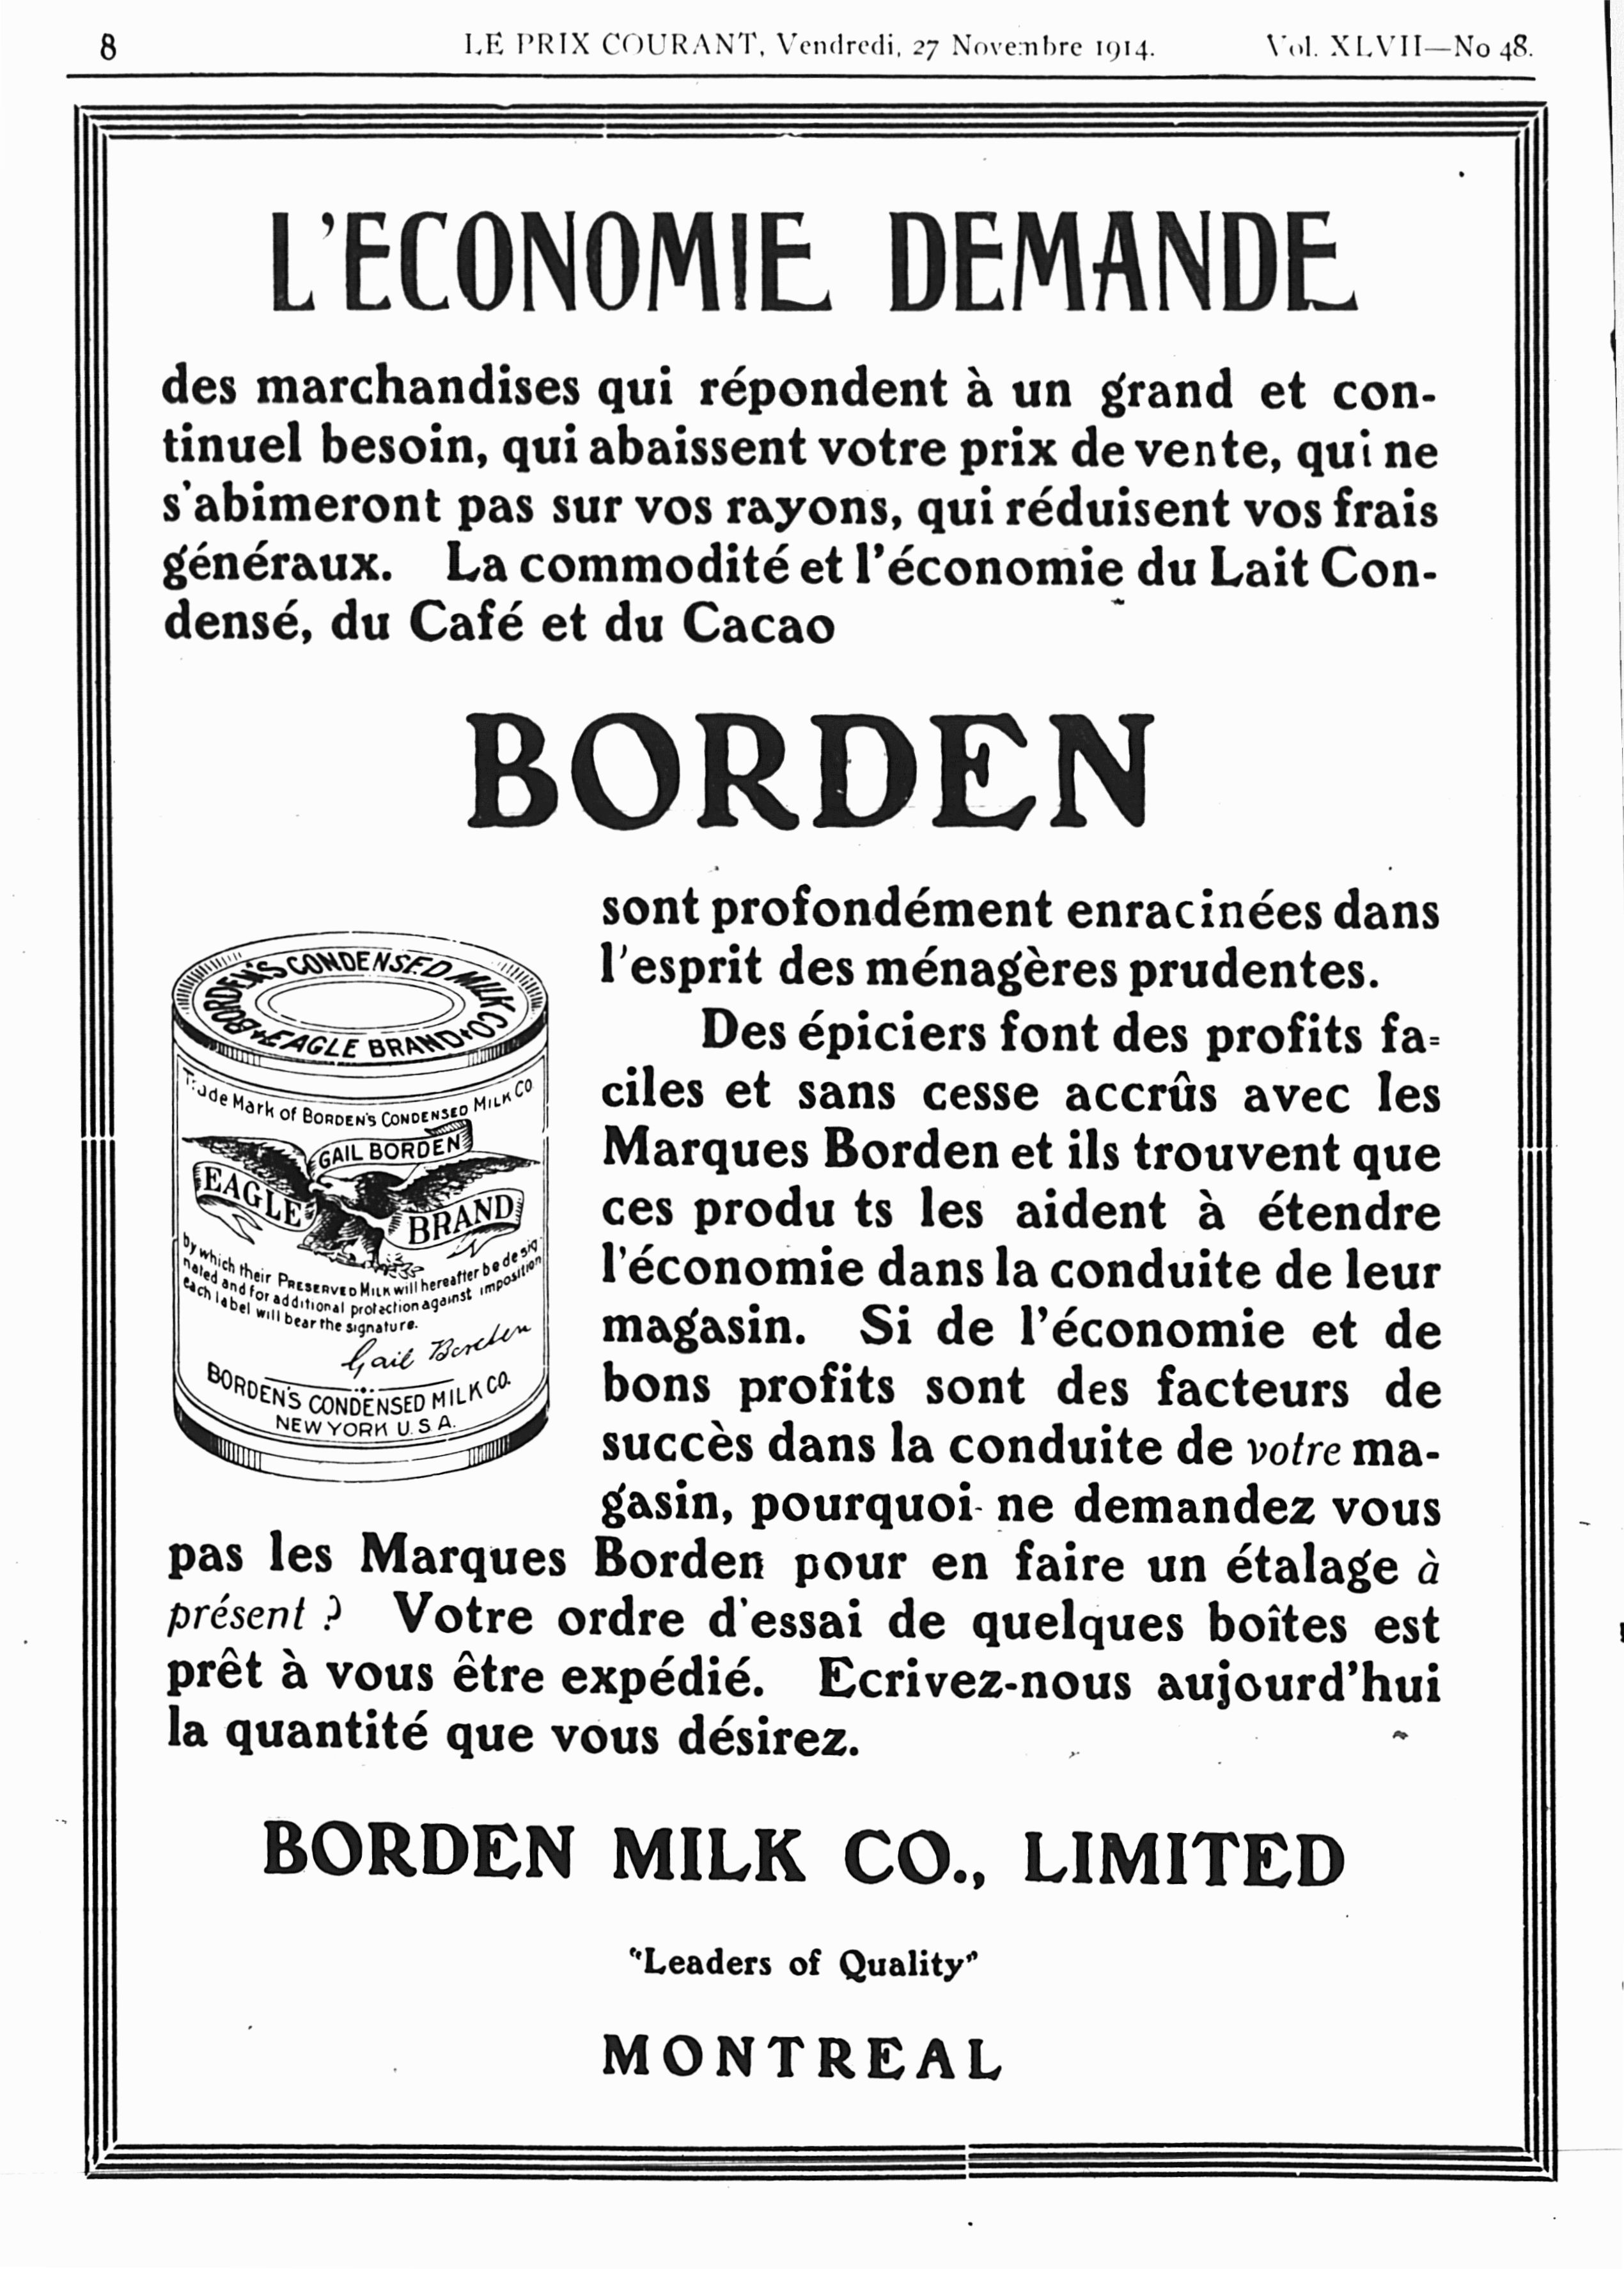 8 LE PRIX COURANT, Vendredi, 27 Novembre 1914. Vol. XLVII—No 48.
L'ECONOMIE DEMANDE
des marchandises qui répondent à un grand et con-
tinuel besoin, qui abaissent votre prix de vente, qui ne
s'abimeront pas sur vos rayons, qui réduisent vos frais
généraux. La commodité et l'économie du Lait Con-
densé, du Café et du Cacao
BORDEN
sont profondément enracinées dans
l'esprit des ménagères prudentes.
Des épiciers font des profits fa=
ciles et sans cesse accrûs avec les
Marques Borden et ils trouvent que
ces produ ts les aident à étendre
l'économie dans la conduite de leur
magasin. Si de l'économie et de
bons profits sont des facteurs de
succès dans la conduite de votre ma-
gasin, pourquoi- ne demandez vous
pas les Marques Borden pour en faire un étalage à
présent ? Votre ordre d'essai de quelques boîtes est
prêt à vous être expédié. Ecrivez-nous aujourd'hui
la quantité que vous désirez.
BORDEN'S CONDENSED MILK CO
EAGLE BRAND
Trade Mark of BORDEN'S CONDENSED MILK CO.
GAIL BORDEN
EAGLE BRAND
by which their PRESERVED MILK will hereafter be desig
nated and for additional protection against imposition
each label will bear the signature.
Gail Borden
BORDEN'S CONDENSED MILK CO.
NEW YORK U.S.A.
BORDEN MILK CO., LIMITED
"Leaders of Quality"
MONTREAL